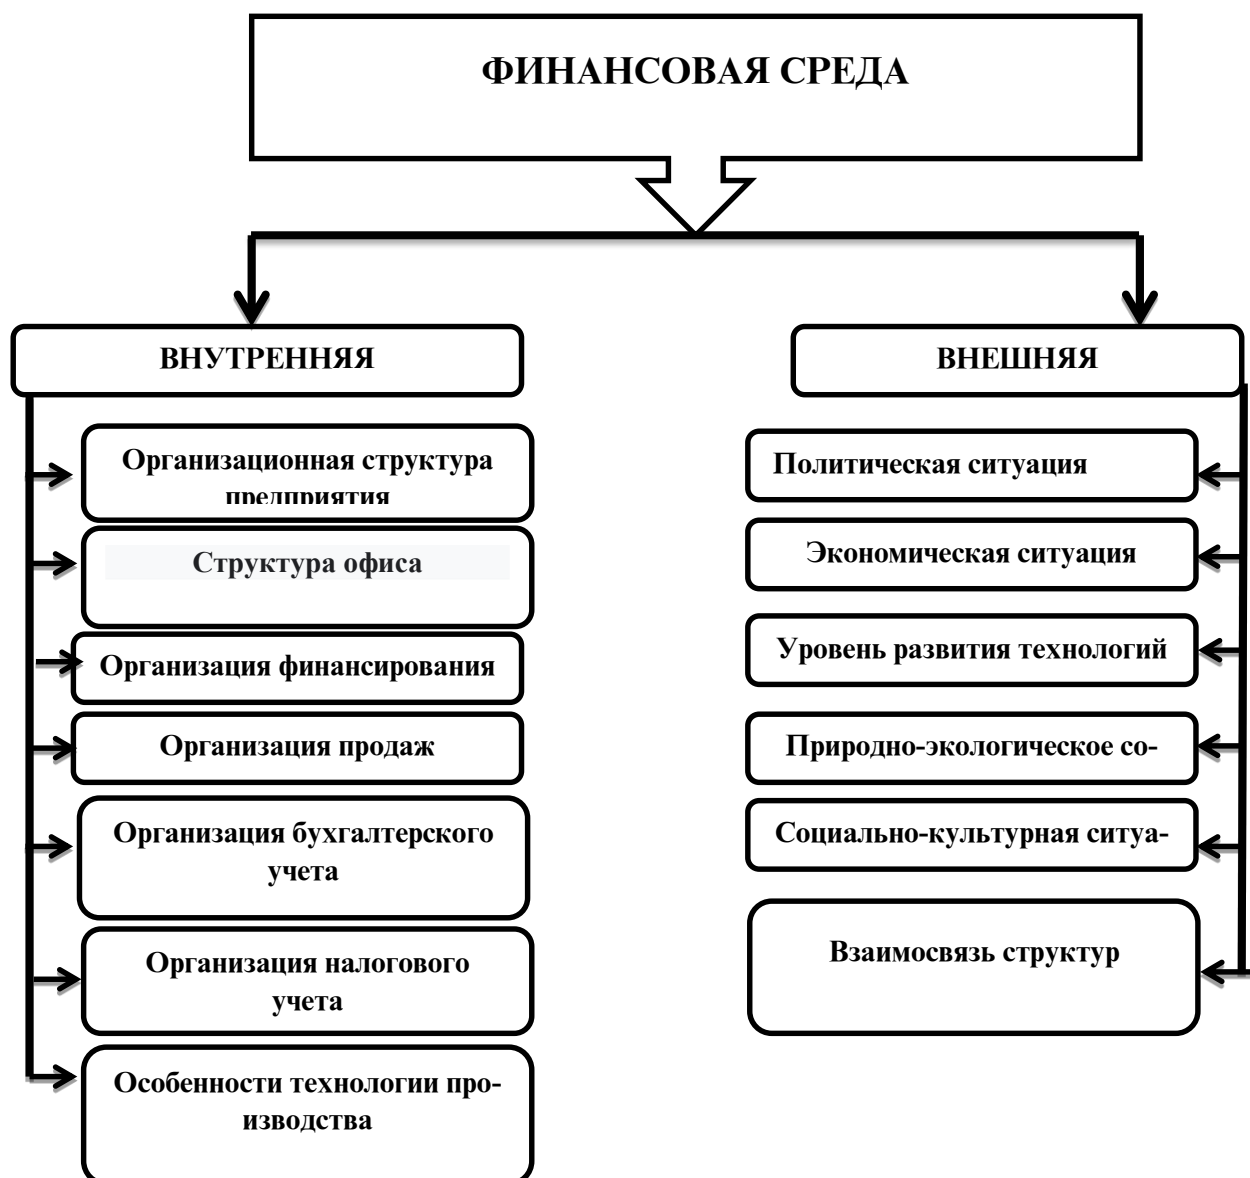 ФИНАНСОВАЯ СРЕДА
ВНУТРЕННЯЯ
Организационная структура
предприятия
Структура офиса
Организация финансирования
Организация продаж
Организация бухгалтерского
учета
Организация налогового
учета
Особенности технологии про-
изводства
ВНЕШНЯЯ
Политическая ситуация
Экономическая ситуация
Уровень развития технологий
Природно-экологическое со-
Социально-культурная ситуа-
Взаимосвязь структур